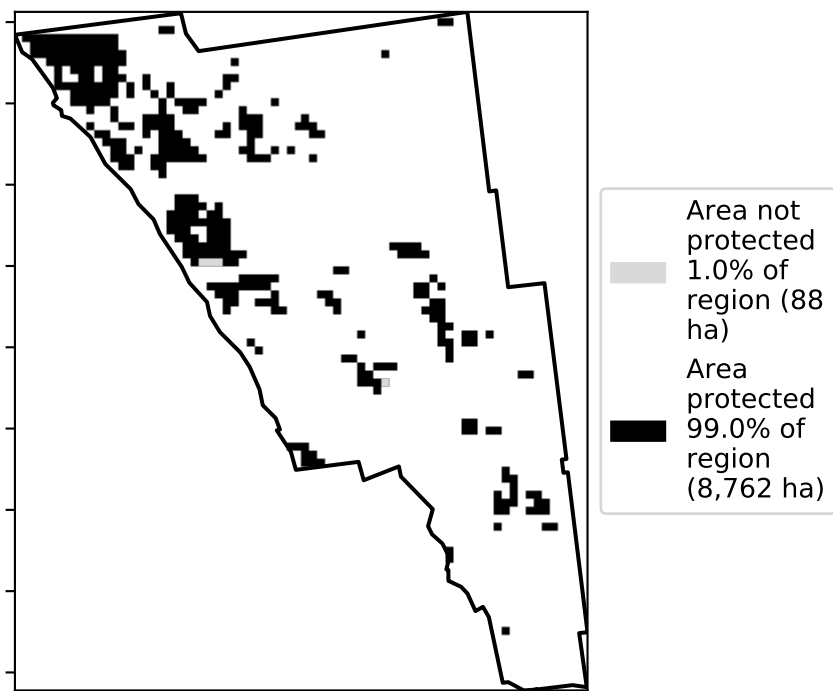 Area not
protected
1.0% of
region (88
ha)
Area
protected
99.0% of
region
(8,762 ha)